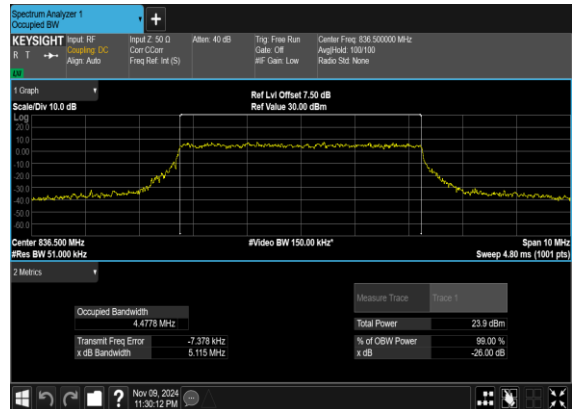 Spectrum Analyzer 1
Occupied BW
KEYSIGHT
R T
LVI
Input: RF
Coupling: DC
Align: Auto
Input Z: 50 Ω
Corr CCorr
Freq Ref: Int (S)
Atten: 40 dB
Trig: Free Run
Gate: Off
#IF Gain: Low
Center Freq: 836.500000 MHz
Avg|Hold: 100/100
Radio Std: None
1 Graph
Scale/Div 10.0 dB
Ref Lvl Offset 7.50 dB
Ref Value 30.00 dBm
Log
20.0
10.0
0.00
-10.0
-20.0
-30.0
-40.0
-50.0
-60.0
Center 836.500 MHz
#Res BW 51.000 kHz
#Video BW 150.00 kHz*
Span 10 MHz
Sweep 4.80 ms (1001 pts)
2 Metrics
Measure Trace
Trace 1
Occupied Bandwidth
4.4778 MHz
Total Power
23.9 dBm
Transmit Freq Error
-7.378 kHz
% of OBW Power
99.00 %
x dB Bandwidth
5.115 MHz
x dB
-26.00 dB
?
Nov 09, 2024
11:30:12 PM